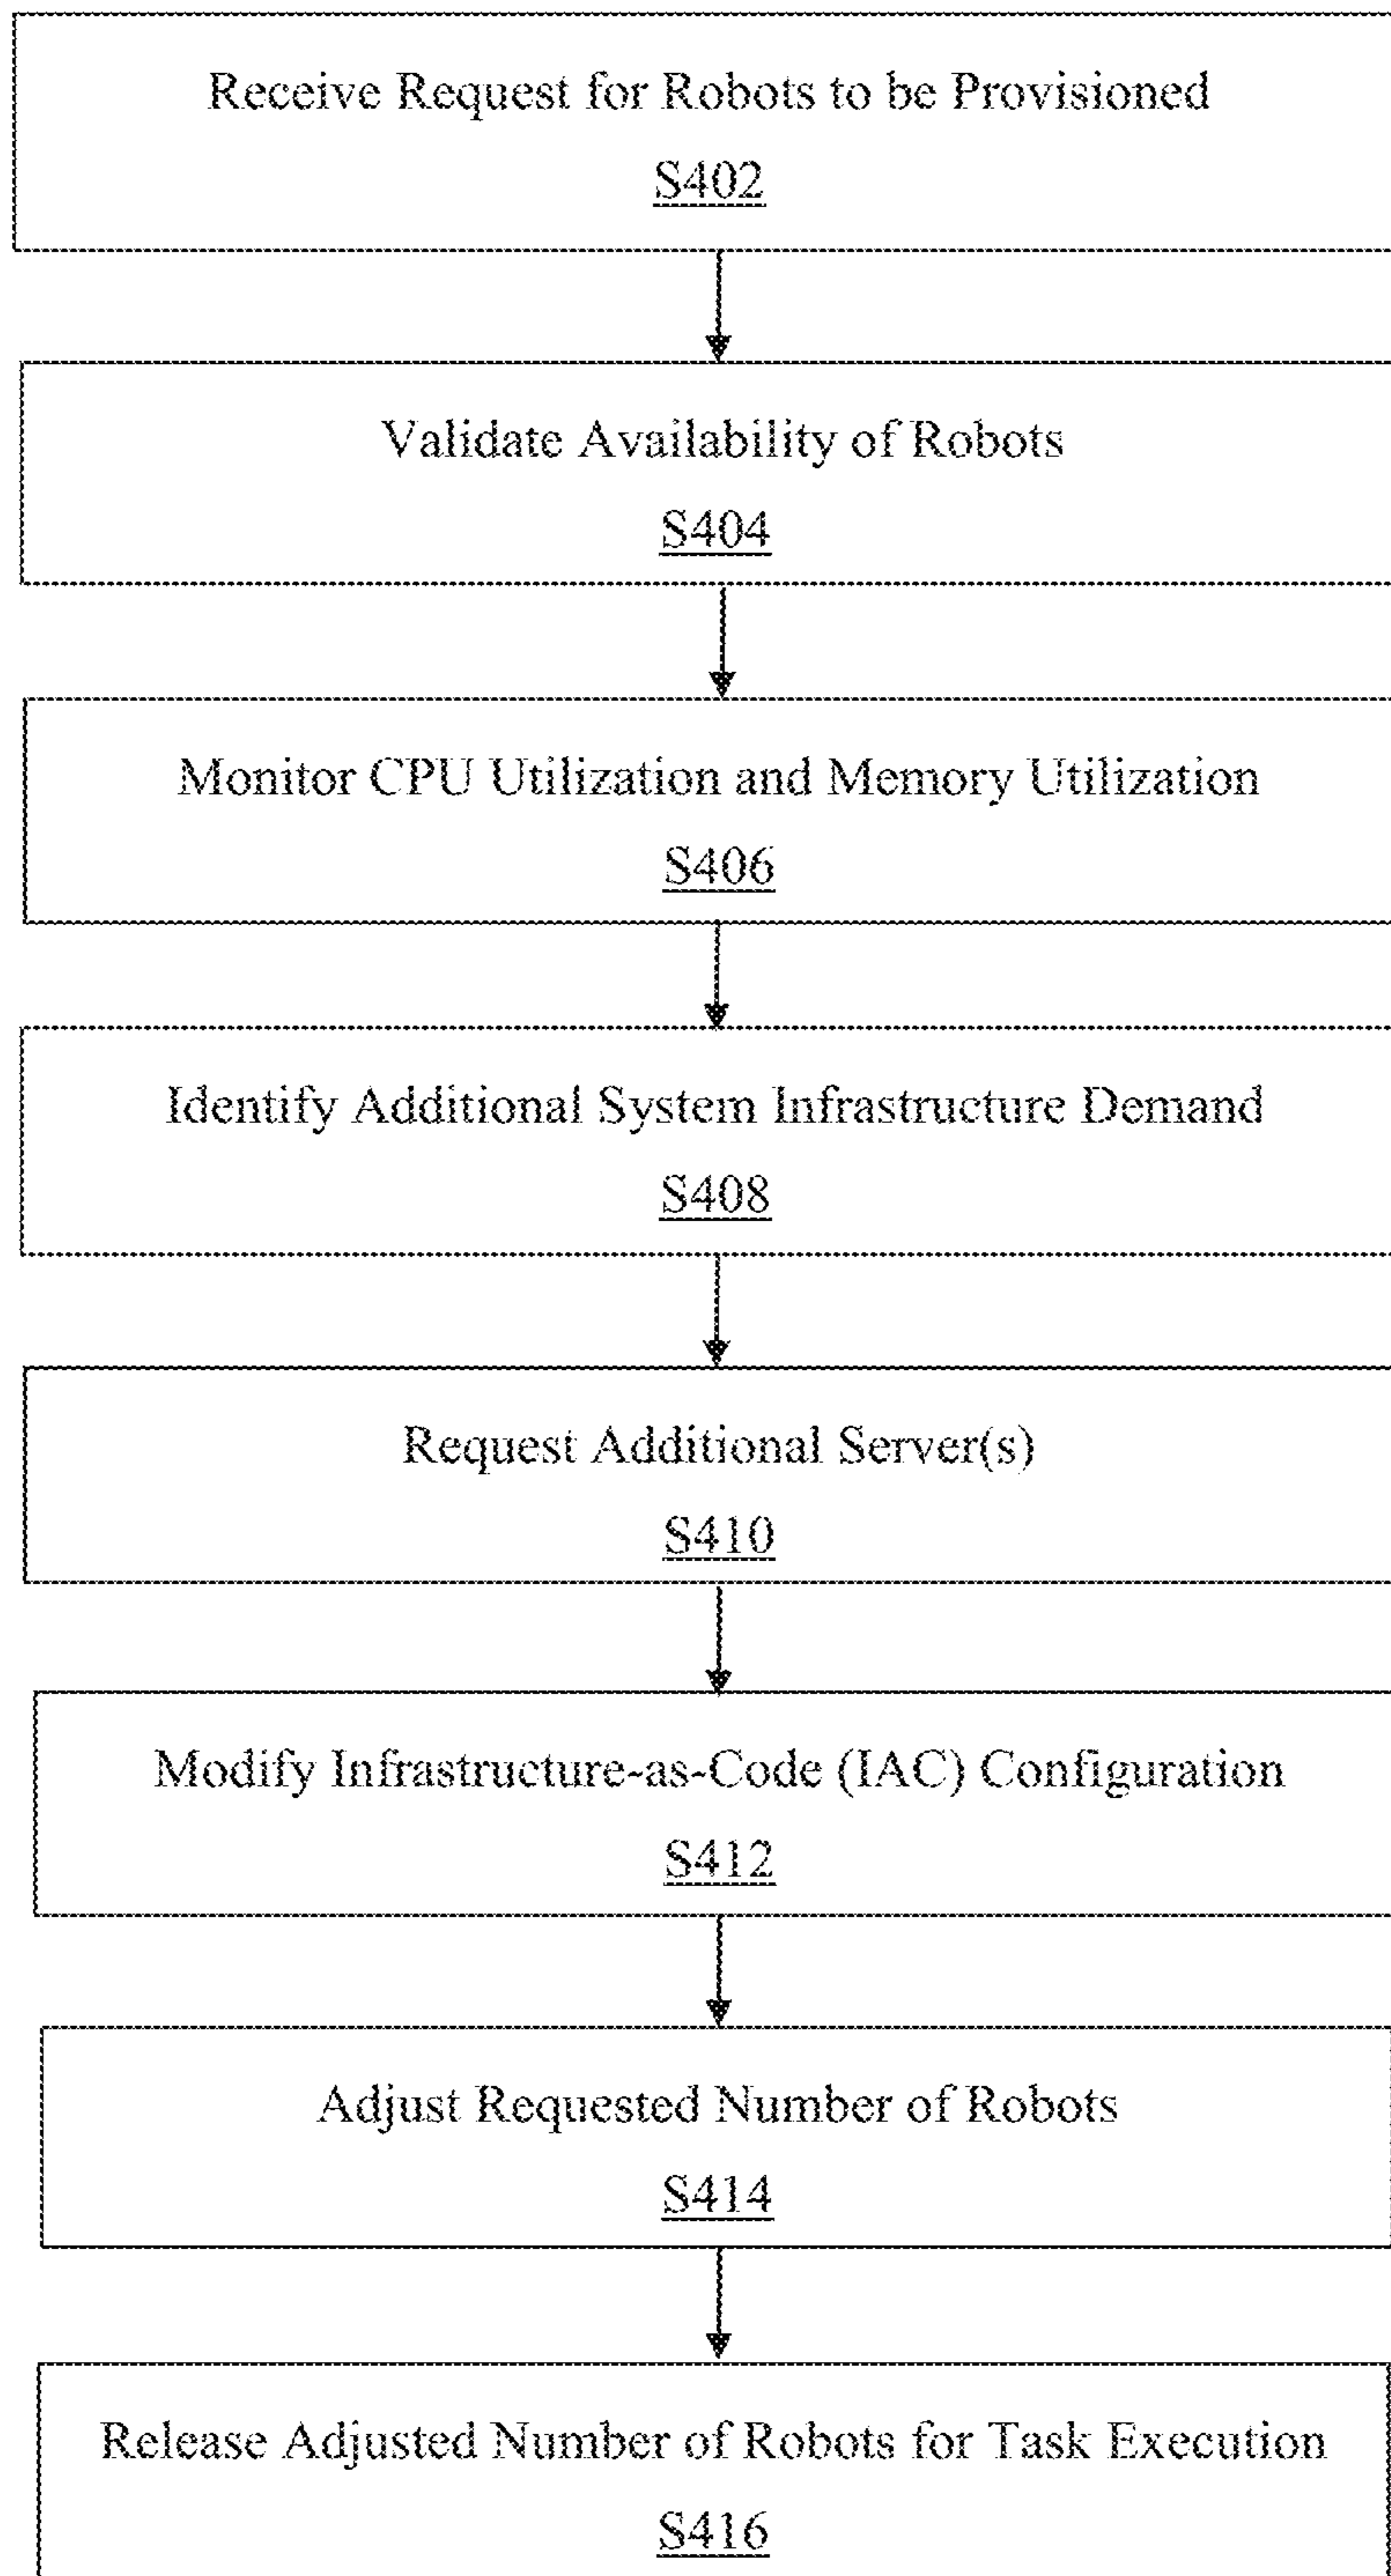 Receive Request for Robots to be Provisioned
S402
Validate Availability of Robots
S404
Monitor CPU Utilization and Memory Utilization
S406
Identify Additional System Infrastructure Demand
S408
Request Additional Server(s)
S410
Modify Infrastructure-as-Code (IAC) Configuration
S412
Adjust Requested Number of Robots
S414
Release Adjusted Number of Robots for Task Execution
S416